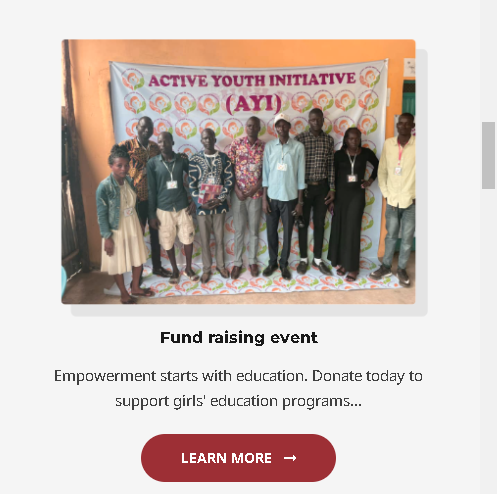 ACTIVE YOUTH INITIATIVE
(AYI)
Fund raising event
Empowerment starts with education. Donate today to
support girls' education programs...
LEARN MORE →